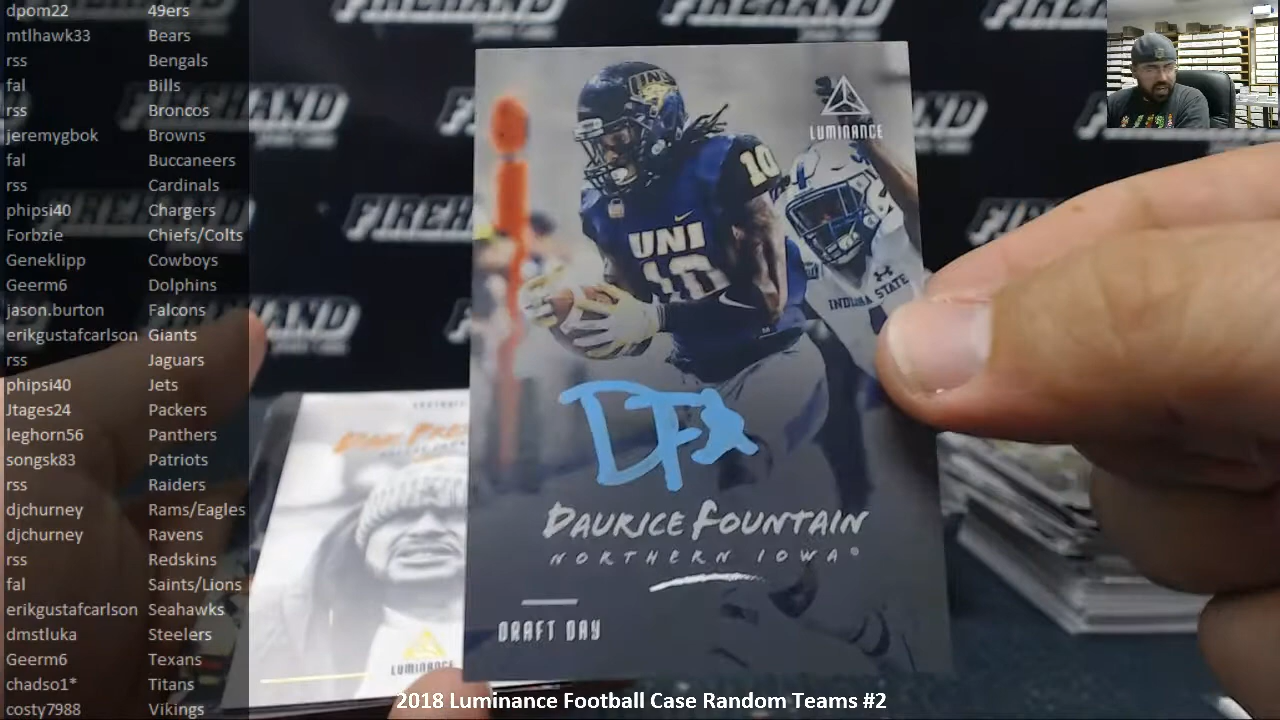 dpom22 49ers
mtlhawk33 Bears
rss Bengals
fal Bills
rss Broncos
jeremygbok Browns
fal Buccaneers
rss Cardinals
phipsi40 Chargers
Forbzie Chiefs/Colts
Geneklipp Cowboys
Geerm6 Dolphins
jason.burton Falcons
erikgustafcarlson Giants
rss Jaguars
phipsi40 Jets
Jtages24 Packers
leghorn56 Panthers
songsk83 Patriots
rss Raiders
djchurney Rams/Eagles
djchurney Ravens
rss Redskins
fal Saints/Lions
erikgustafcarlson Seahawks
dmstluka Steelers
Geerm6 Texans
chadso1* Titans
costy7988 Vikings
FIREHAND
FIREHAND
FIREHAND
UNI
LUMINANCE
10
UNI
10
INDIANA STATE
DF
DAURICE FOUNTAIN
NORTHERN IOWA®
DRAFT DAY
LUMINANCE
2018 Luminance Football Case Random Teams #2